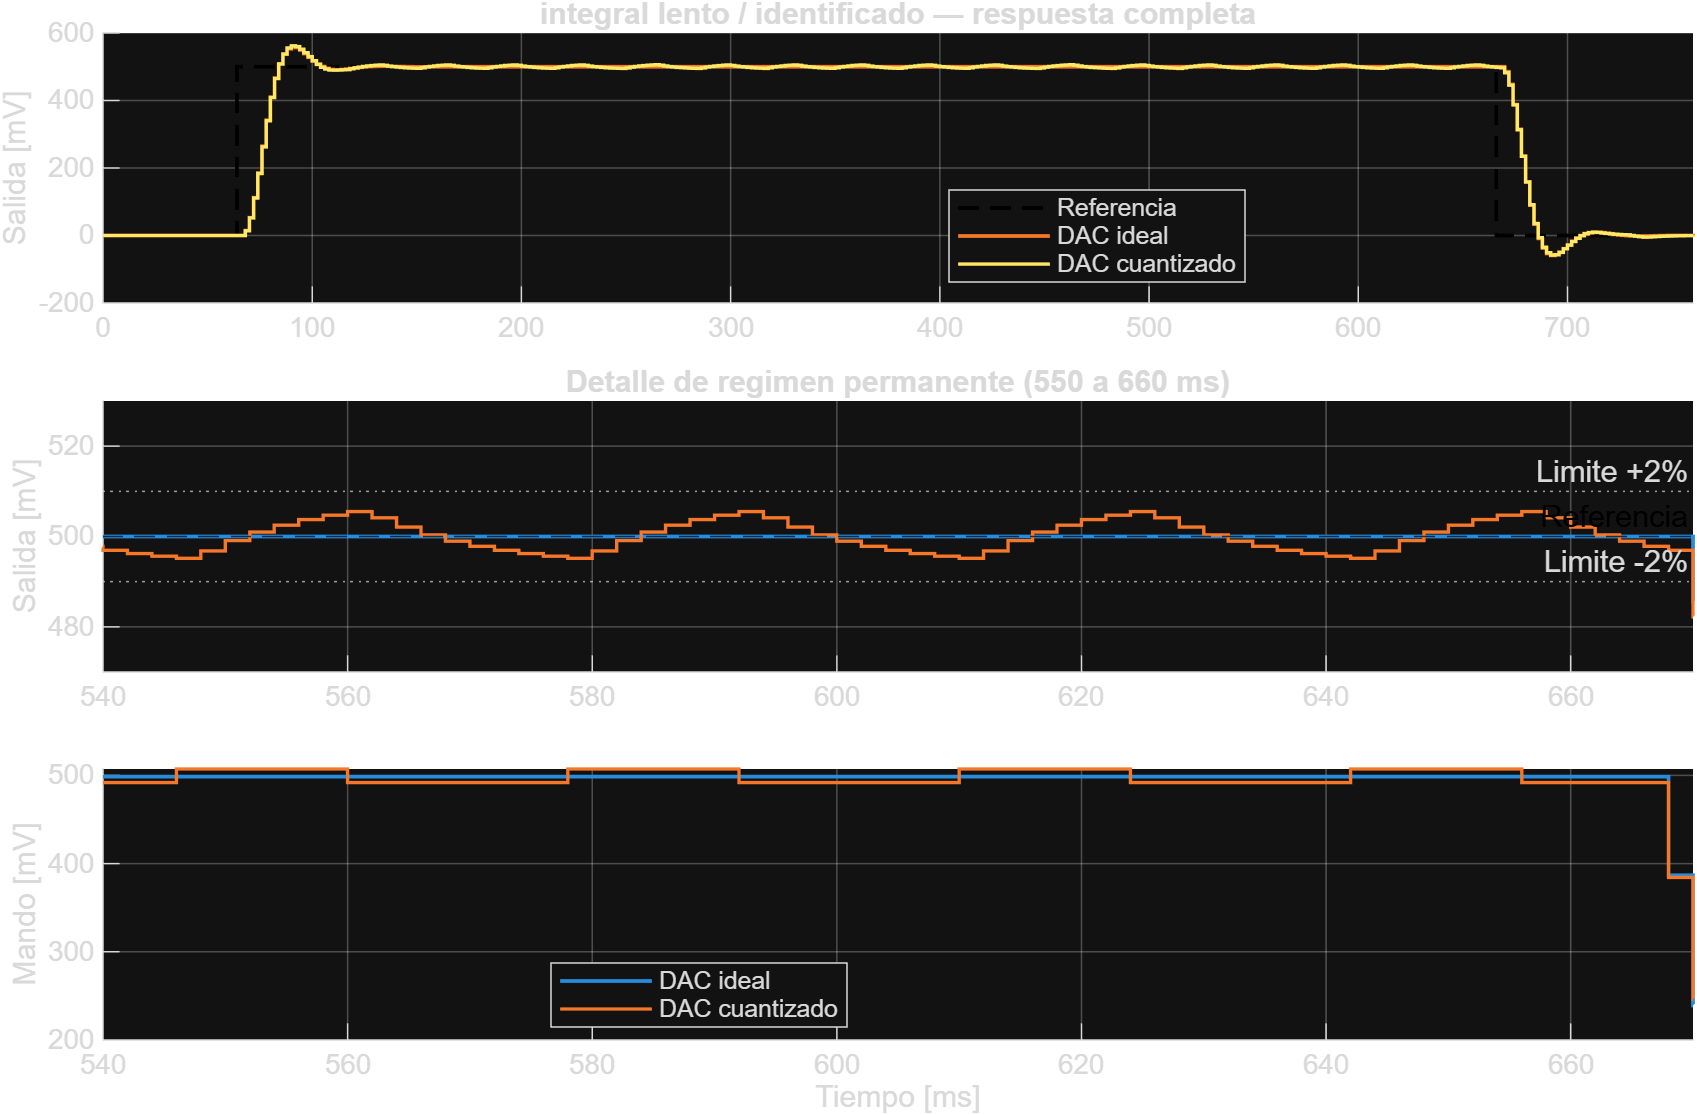 integral lento / identificado — respuesta completa
600
400
200
0
-200
Salida [mV]
Referencia
DAC ideal
DAC cuantizado
0 100 200 300 400 500 600 700
Detalle de regimen permanente (550 a 660 ms)
520
500
480
Salida [mV]
Limite +2%
Referencia
Limite -2%
540 560 580 600 620 640 660
500
400
300
200
Mando [mV]
DAC ideal
DAC cuantizado
540 560 580 600 620 640 660
Tiempo [ms]